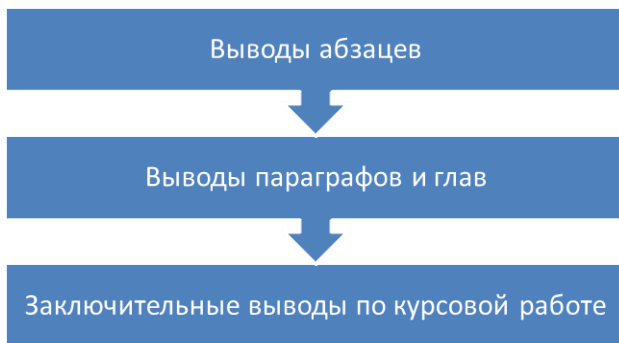 Выводы абзацев
Выводы параграфов и глав
Заключительные выводы по курсовой работе